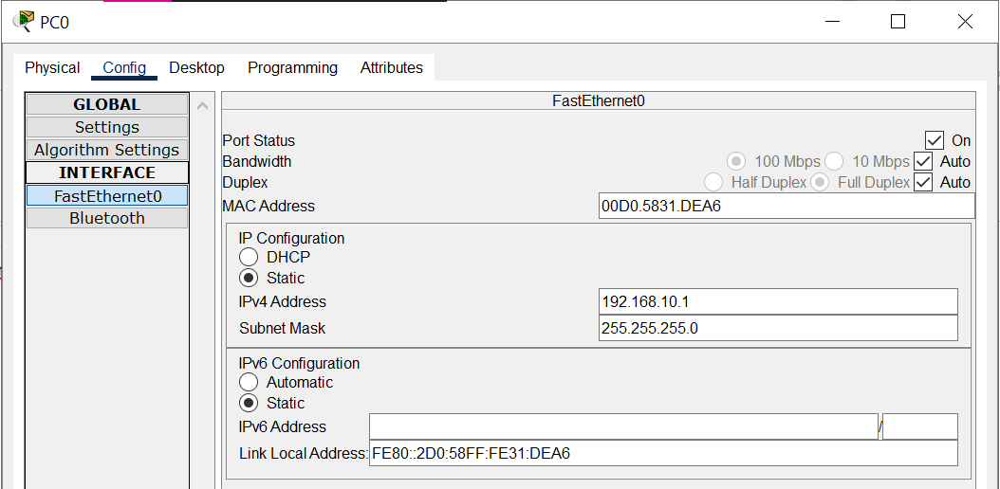 PC0
Physical Config Desktop Programming Attributes
GLOBAL
Settings
Algorithm Settings
INTERFACE
FastEthernet0
Bluetooth
FastEthernet0
Port Status On
Bandwidth 100 Mbps 10 Mbps Auto
Duplex Half Duplex Full Duplex Auto
MAC Address 00D0.5831.DEA6
IP Configuration
DHCP
Static
IPv4 Address 192.168.10.1
Subnet Mask 255.255.255.0
IPv6 Configuration
Automatic
Static
IPv6 Address /
Link Local Address: FE80::2D0:58FF:FE31:DEA6